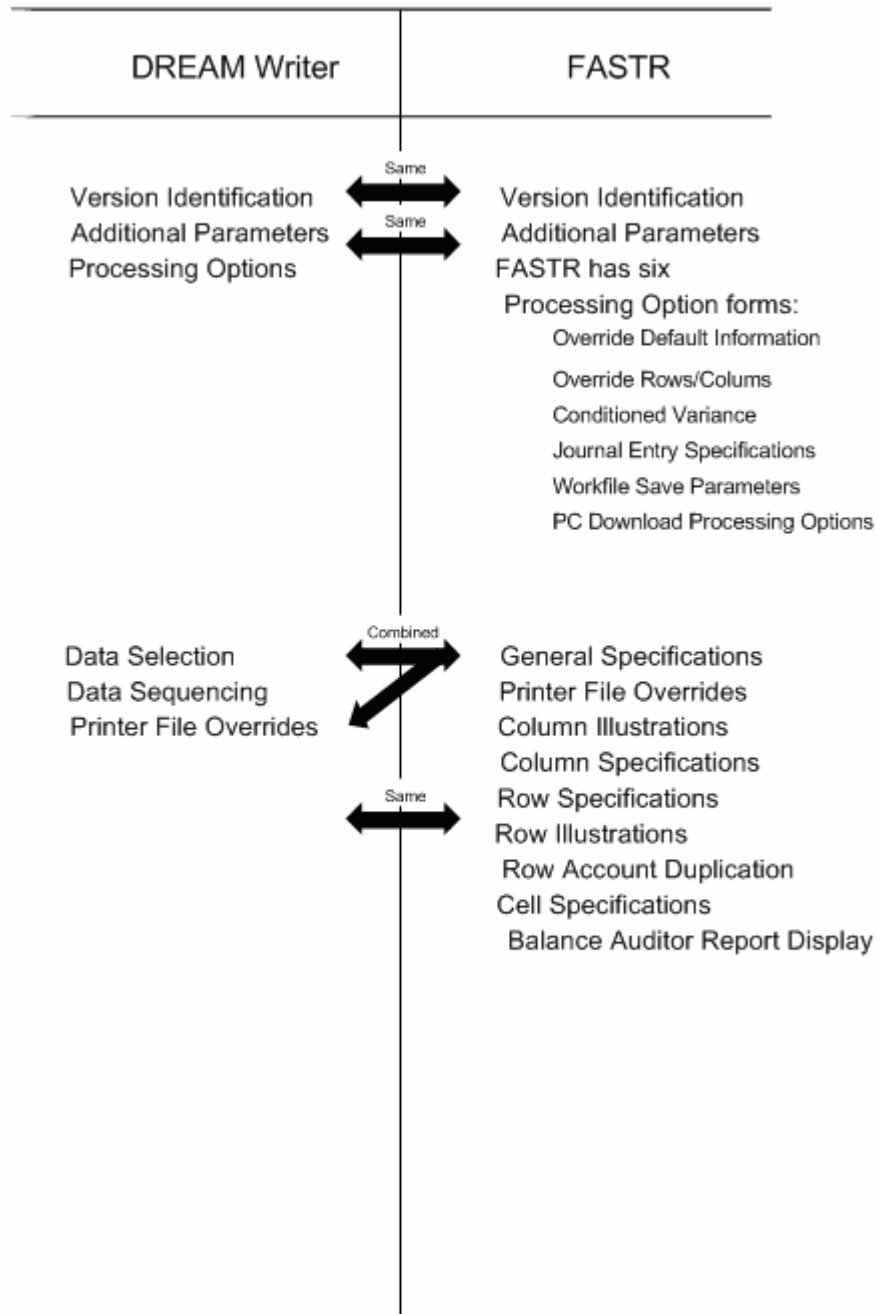 DREAM Writer
FASTR
Same
Version Identification
Version Identification
Same
Additional Parameters
Additional Parameters
Processing Options
FASTR has six
Processing Option forms:
Override Default Information
Override Rows/Colums
Conditioned Variance
Journal Entry Specifications
Workfile Save Parameters
PC Download Processing Options
Combined
Data Selection
General Specifications
Data Sequencing
Printer File Overrides
Printer File Overrides
Column Illustrations
Column Specifications
Same
Row Specifications
Row Illustrations
Row Account Duplication
Cell Specifications
Balance Auditor Report Display